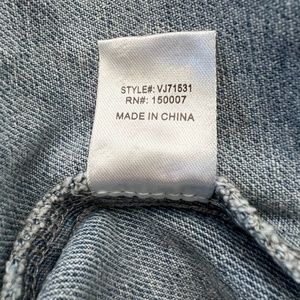 STYLE#: VJ71531
RN#: 150007
MADE IN CHINA